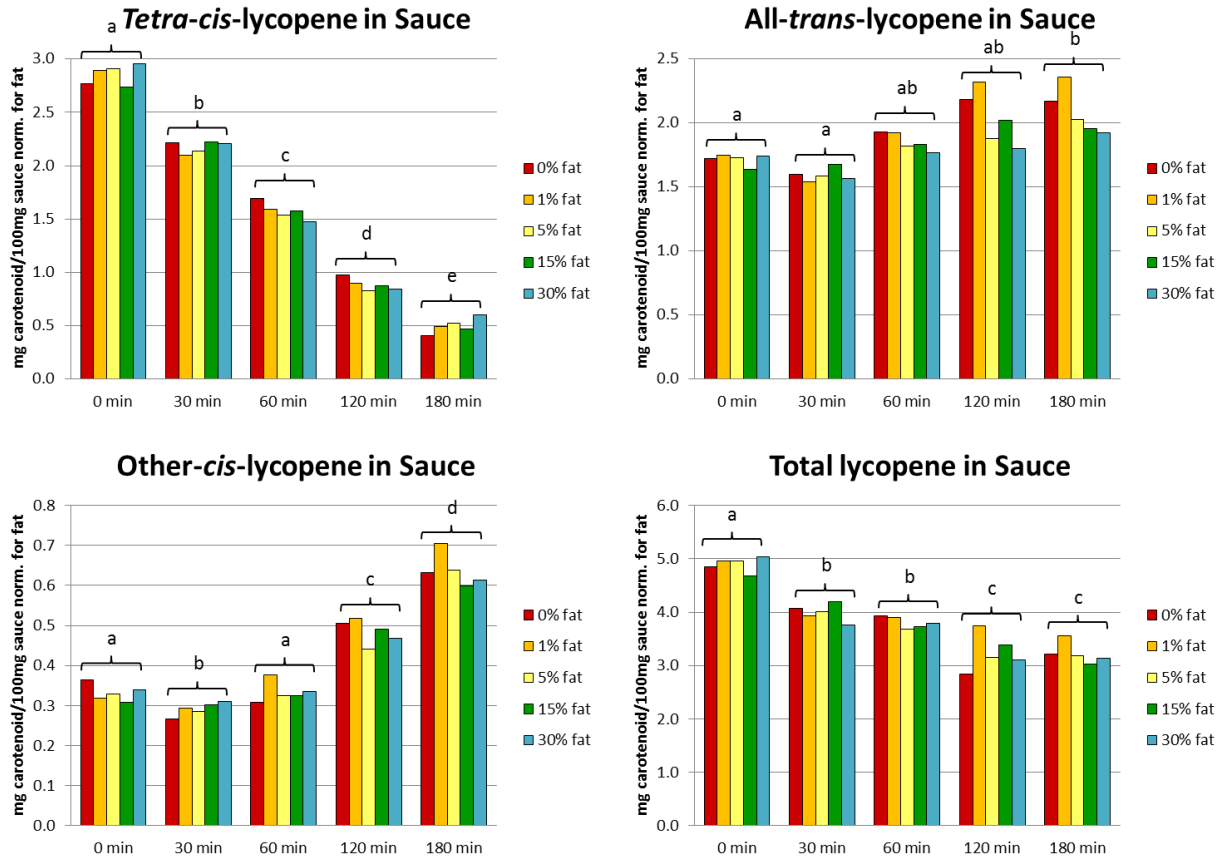 Tetra-cis-lycopene in Sauce
mg carotenoid/100mg sauce norm. for fat
3.0
2.5
2.0
1.5
1.0
0.5
0.0
a
b
c
d
e
0 min 30 min 60 min 120 min 180 min
0% fat
1% fat
5% fat
15% fat
30% fat
All-trans-lycopene in Sauce
mg carotenoid/100mg sauce norm. for fat
2.5
2.0
1.5
1.0
0.5
0.0
a
a
ab
ab
b
0 min 30 min 60 min 120 min 180 min
0% fat
1% fat
5% fat
15% fat
30% fat
Other-cis-lycopene in Sauce
mg carotenoid/100mg sauce norm. for fat
0.8
0.7
0.6
0.5
0.4
0.3
0.2
0.1
0.0
a
b
a
c
d
0 min 30 min 60 min 120 min 180 min
0% fat
1% fat
5% fat
15% fat
30% fat
Total lycopene in Sauce
mg carotenoid/100mg sauce norm. for fat
6.0
5.0
4.0
3.0
2.0
1.0
0.0
a
b
b
c
c
0 min 30 min 60 min 120 min 180 min
0% fat
1% fat
5% fat
15% fat
30% fat